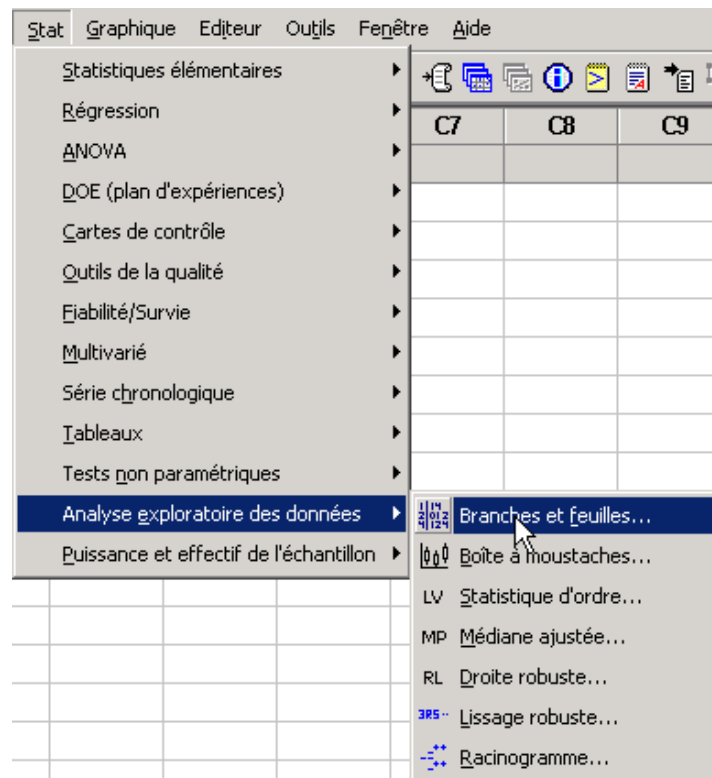 Stat Graphique Editeur Outils Fenêtre Aide
Statistiques élémentaires
Régression
C7 C8 C9
ANOVA
DOE (plan d'expériences)
Cartes de contrôle
Outils de la qualité
Fiabilité/Survie
Multivarié
Série chronologique
Tableaux
Tests non paramétriques
Analyse exploratoire des données
Puissance et effectif de l'échantillon
Branches et feuilles...
Boîte à moustaches...
LV Statistique d'ordre...
MP Médiane ajustée...
RL Droite robuste...
3RS Lissage robuste...
Racinogramme...